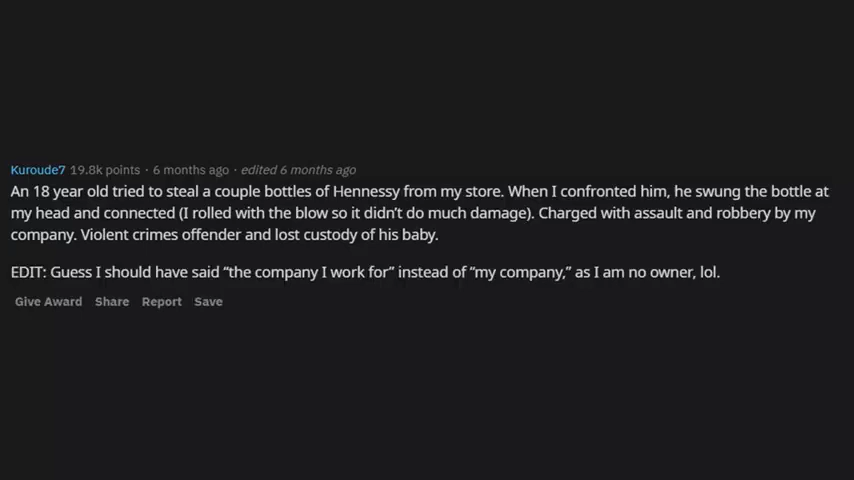 Kuroude7 19.8k points · 6 months ago · edited 6 months ago
An 18 year old tried to steal a couple bottles of Hennessy from my store. When I confronted him, he swung the bottle at
my head and connected (I rolled with the blow so it didn’t do much damage). Charged with assault and robbery by my
company. Violent crimes offender and lost custody of his baby.
EDIT: Guess I should have said “the company I work for” instead of “my company,” as I am no owner, lol.
Give Award Share Report Save